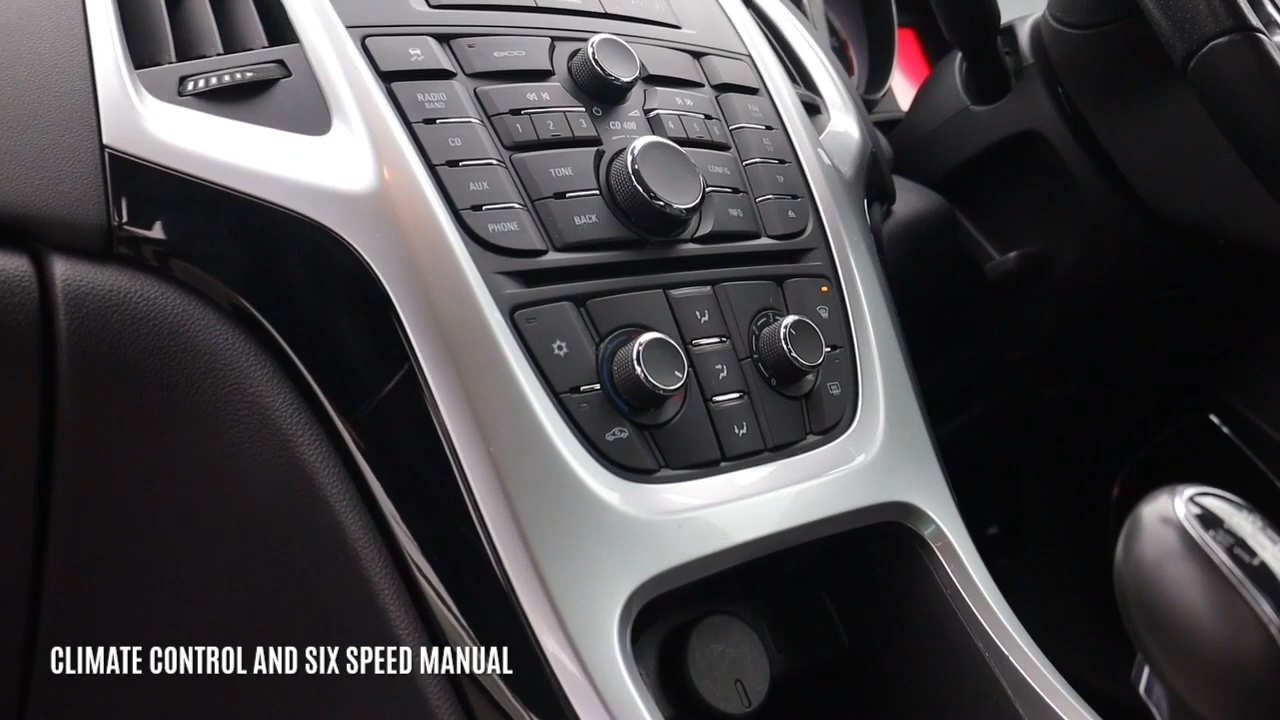 eco
RADIO
BAND
CD 400
1 2 3
4 5 6
CD
TONE
CONFIG
AUX
TP
BACK
INFO
PHONE
CLIMATE CONTROL AND SIX SPEED MANUAL